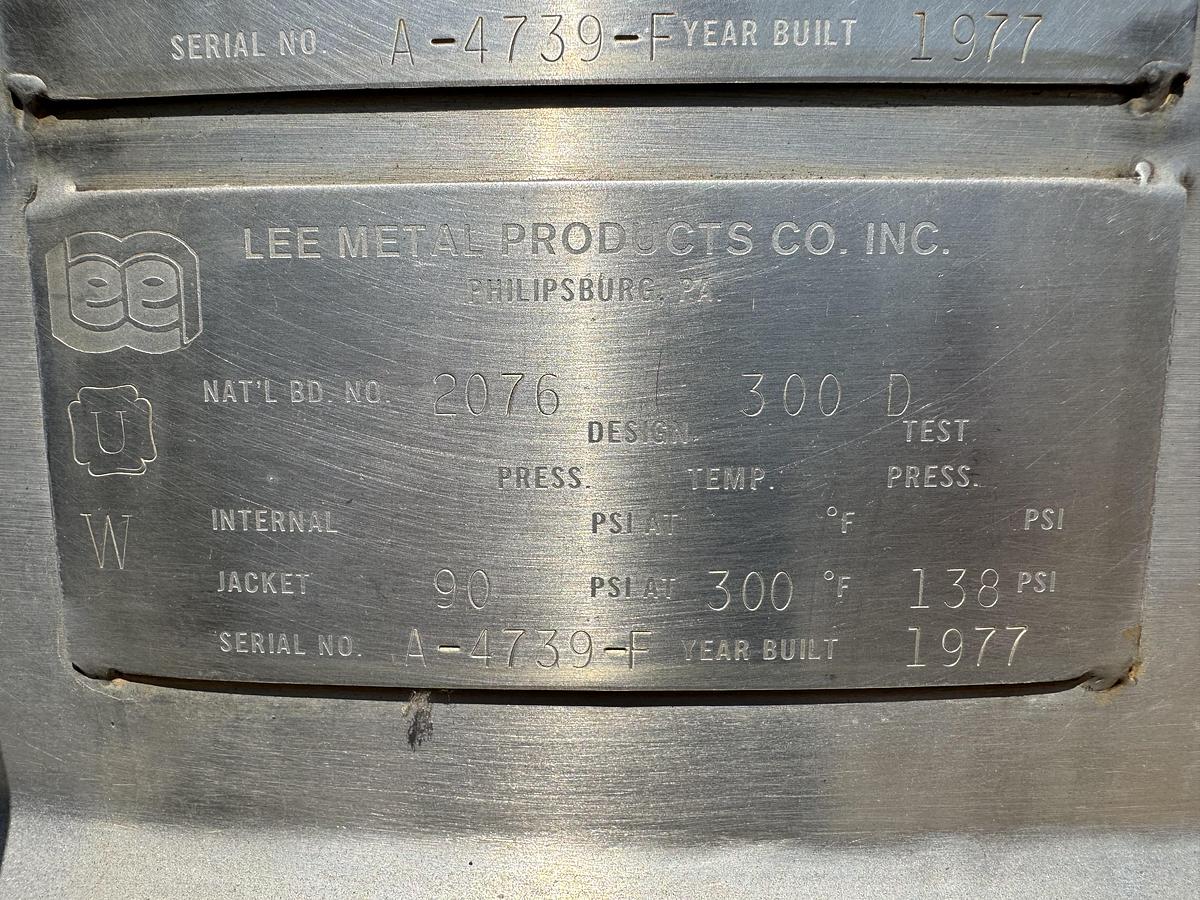 SERIAL NO. A-4739-F YEAR BUILT 1977
lee
LEE METAL PRODUCTS CO. INC.
PHILIPSBURG, PA.
NAT'L BD. NO. 2076 300 D
U
DESIGN TEST
PRESS. TEMP. PRESS.
W
INTERNAL PSI AT °F PSI
JACKET 90 PSI AT 300 °F 138 PSI
SERIAL NO. A-4739-F YEAR BUILT 1977